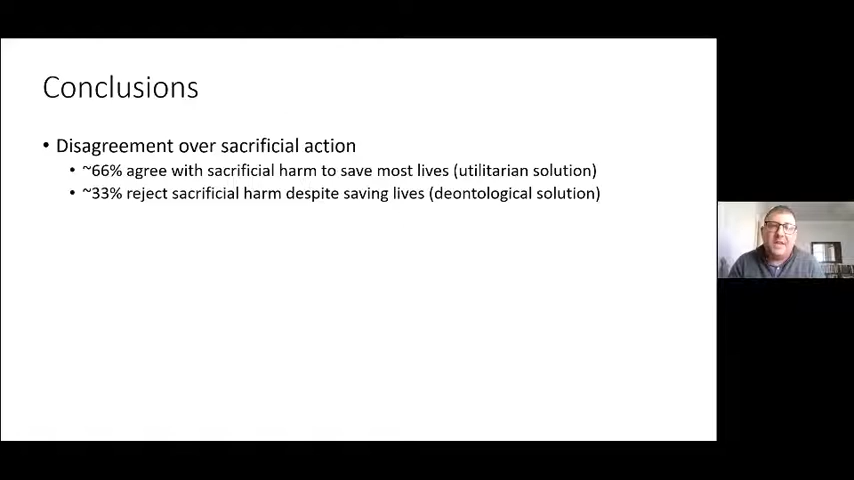 Conclusions
• Disagreement over sacrificial action
• ~66% agree with sacrificial harm to save most lives (utilitarian solution)
• ~33% reject sacrificial harm despite saving lives (deontological solution)